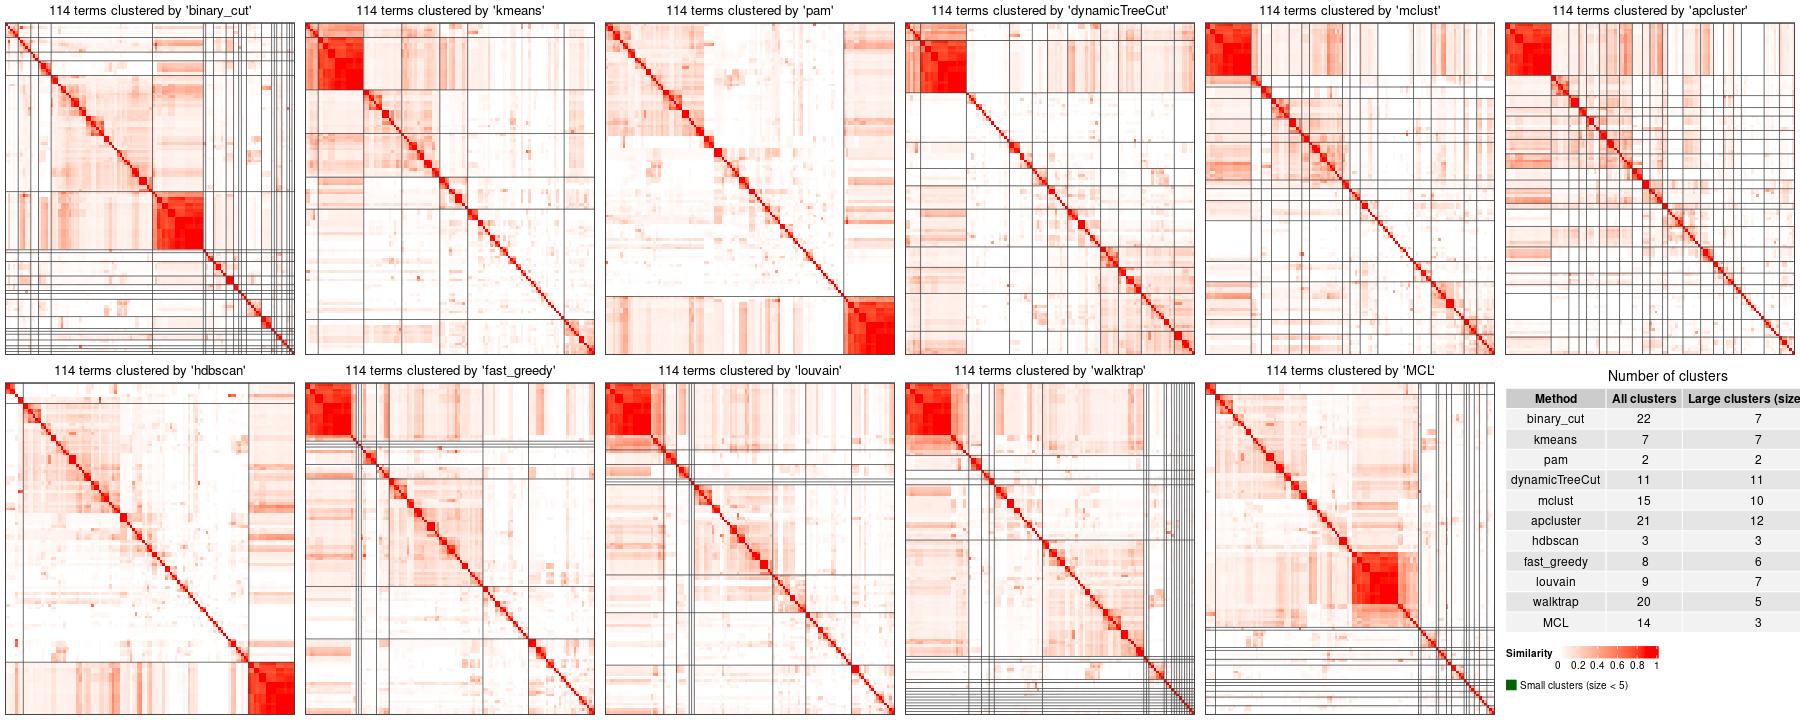 114 terms clustered by 'binary_cut'
114 terms clustered by 'kmeans'
114 terms clustered by 'pam'
114 terms clustered by 'dynamicTreeCut'
114 terms clustered by 'mclust'
114 terms clustered by 'apcluster'
114 terms clustered by 'hdbscan'
114 terms clustered by 'fast_greedy'
114 terms clustered by 'louvain'
114 terms clustered by 'walktrap'
114 terms clustered by 'MCL'
Number of clusters
Method All clusters Large clusters (size
binary_cut 22 7
kmeans 7 7
pam 2 2
dynamicTreeCut 11 11
mclust 15 10
apcluster 21 12
hdbscan 3 3
fast_greedy 8 6
louvain 9 7
walktrap 20 5
MCL 14 3
Similarity
0 0.2 0.4 0.6 0.8 1
Small clusters (size < 5)